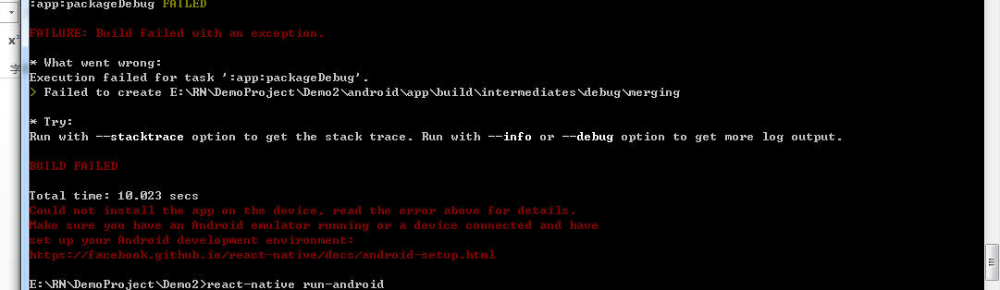 :app:packageDebug FAILED
FAILURE: Build failed with an exception.
* What went wrong:
Execution failed for task ':app:packageDebug'.
> Failed to create E:\RN\DemoProject\Demo2\android\app\build\intermediates\debug\merging
* Try:
Run with --stacktrace option to get the stack trace. Run with --info or --debug option to get more log output.
BUILD FAILED
Total time: 10.023 secs
Could not install the app on the device, read the error above for details.
Make sure you have an Android emulator running or a device connected and have
set up your Android development environment:
https://facebook.github.io/react-native/docs/android-setup.html
E:\RN\DemoProject\Demo2>react-native run-android
x²
字